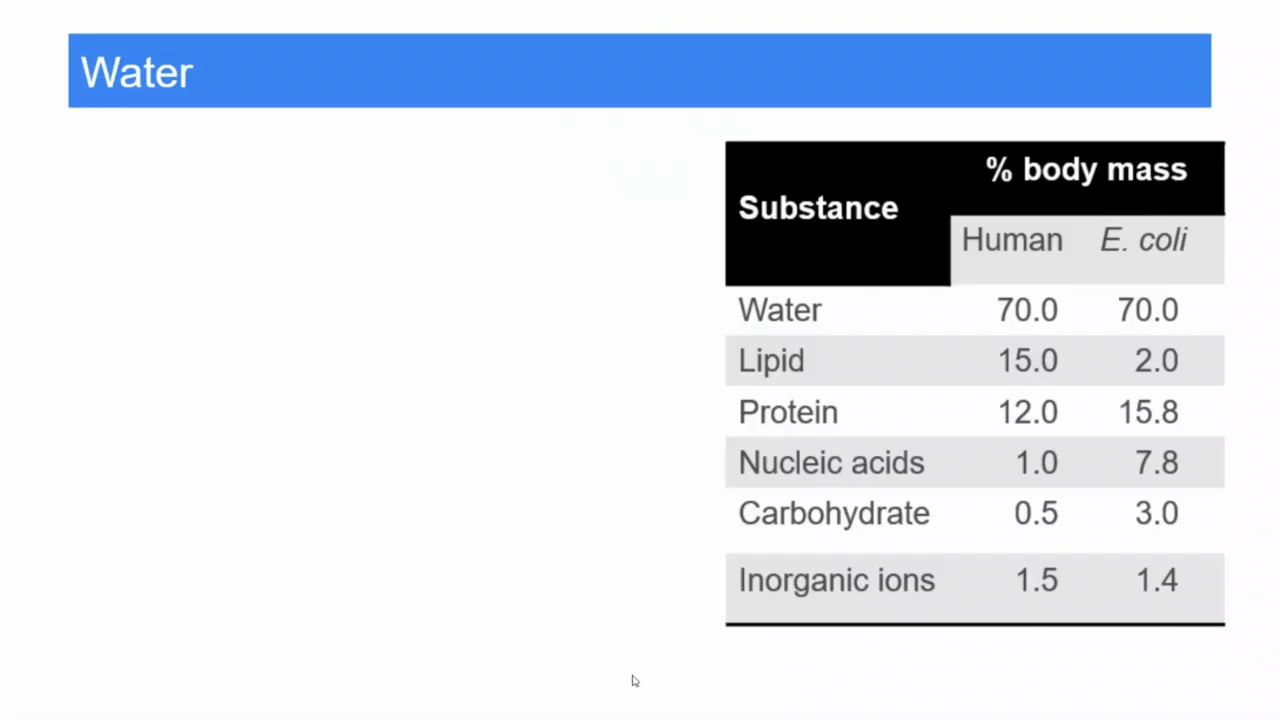 Water
Substance % body mass
Human E. coli
Water 70.0 70.0
Lipid 15.0 2.0
Protein 12.0 15.8
Nucleic acids 1.0 7.8
Carbohydrate 0.5 3.0
Inorganic ions 1.5 1.4